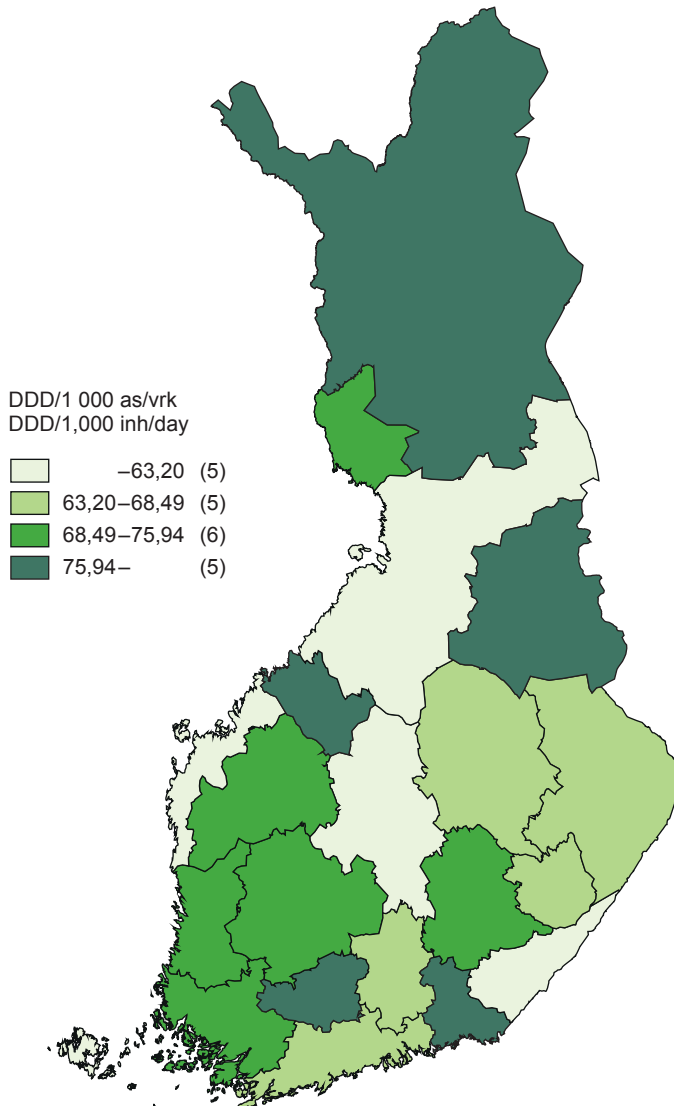 DDD/1 000 as/vrk
DDD/1,000 inh/day
–63,20 (5)
63,20–68,49 (5)
68,49–75,94 (6)
75,94– (5)